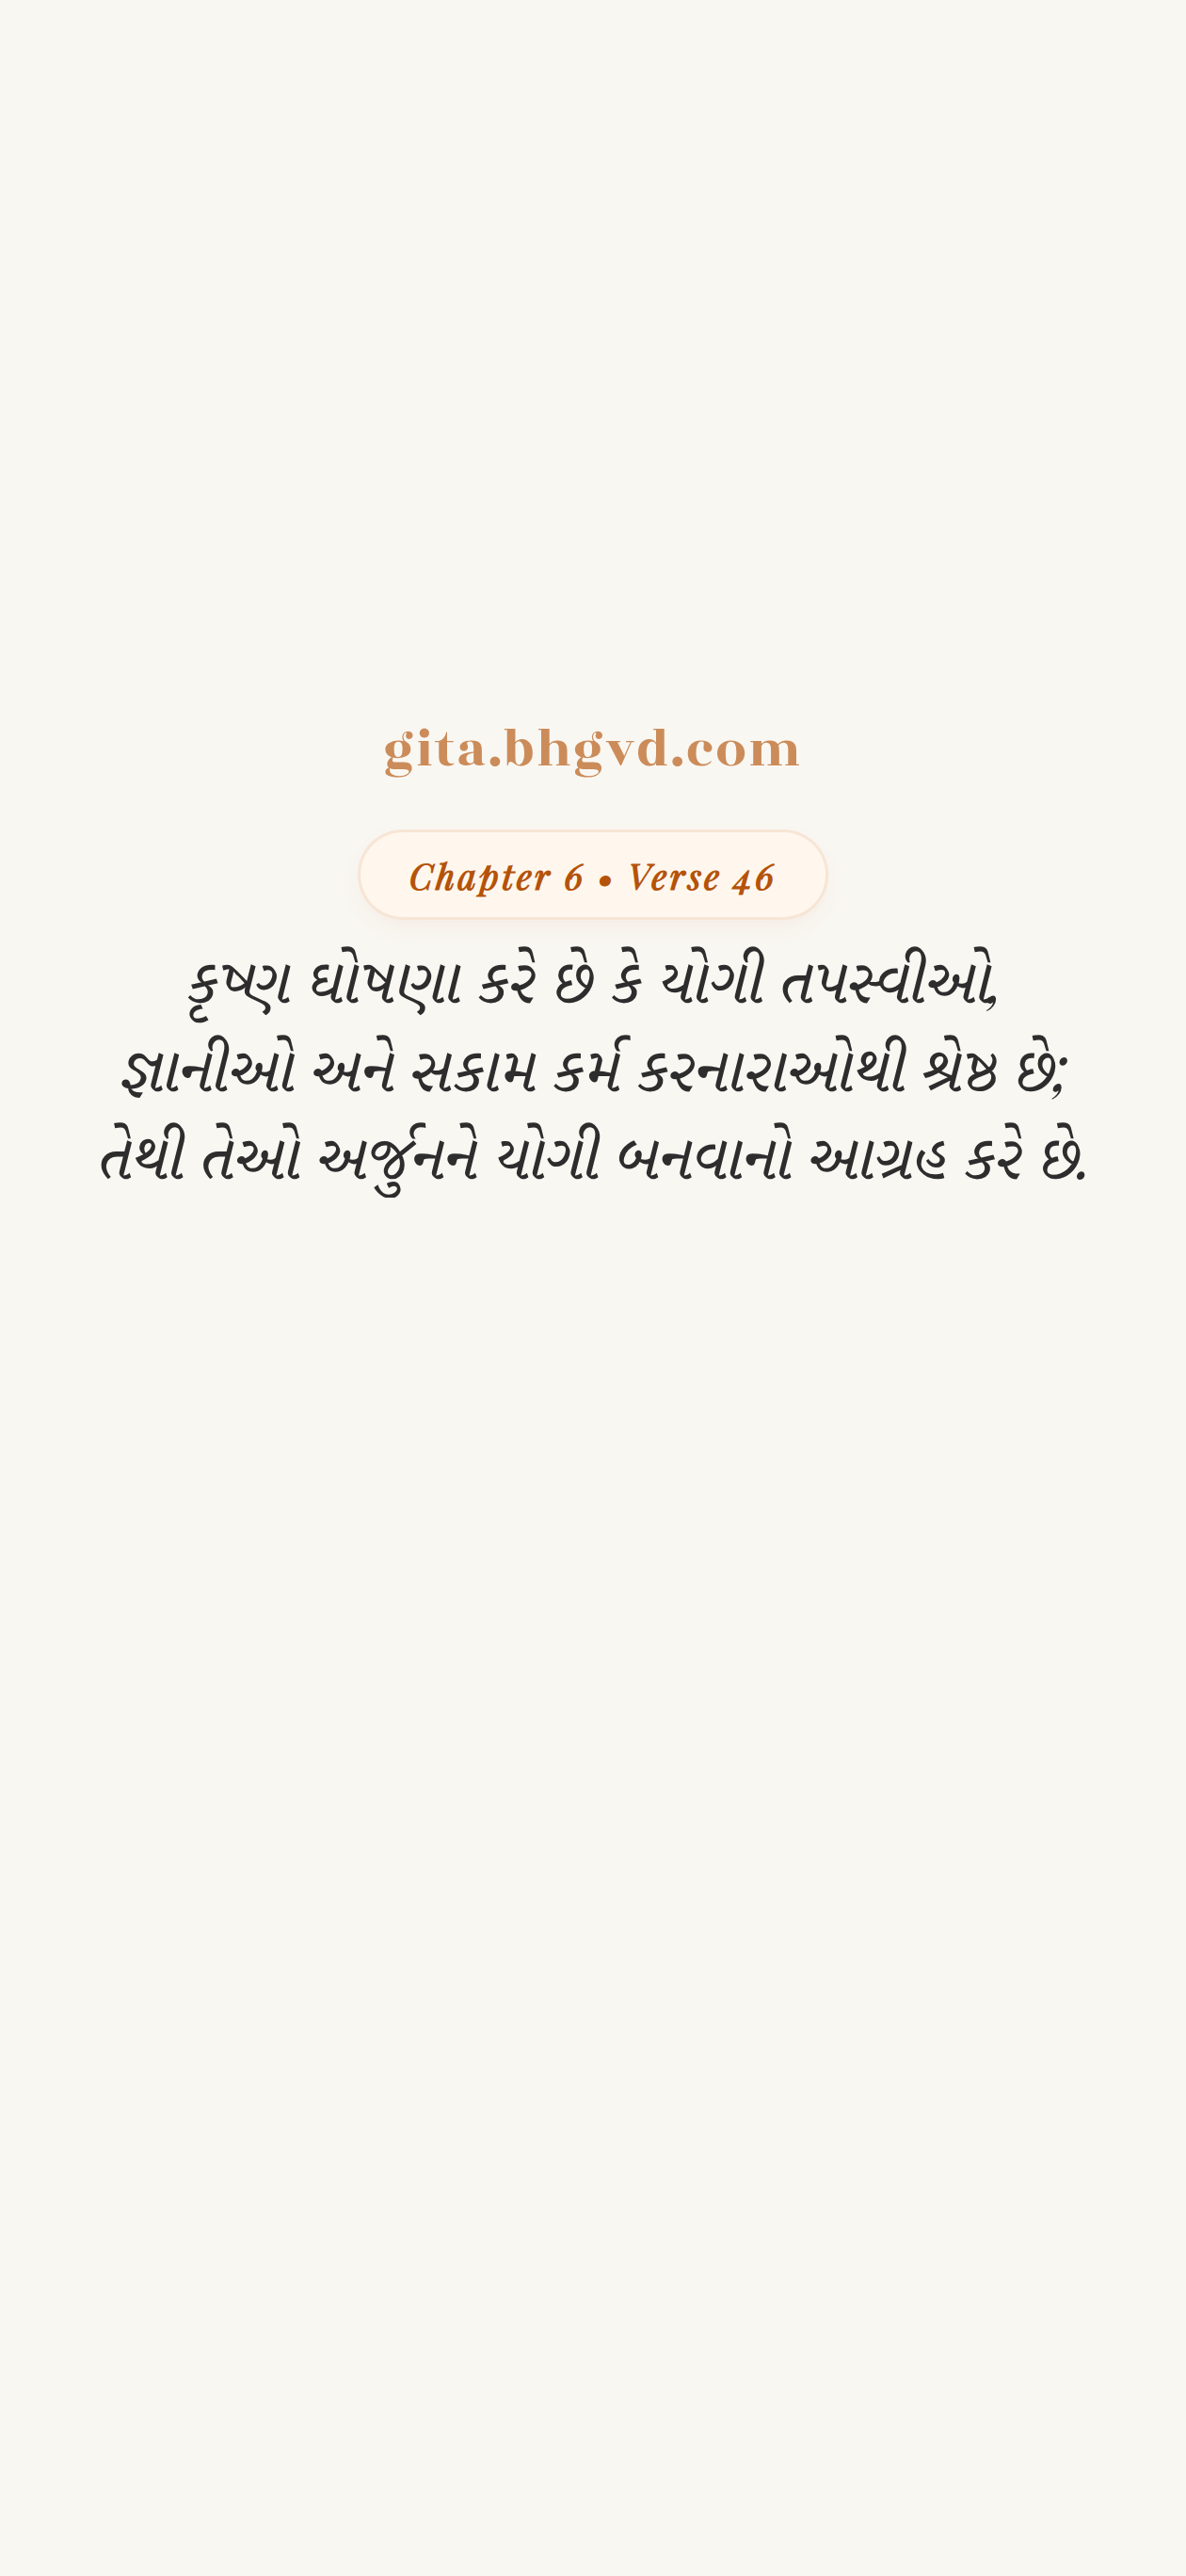 gita.bhgvd.com
Chapter 6 • Verse 46
કૃષ્ણ ઘોષણા કરે છે કે યોગી તપસ્વીઓ,
જ્ઞાનીઓ અને સકામ કર્મ કરનારાઓથી શ્રેષ્ઠ છે;
તેથી તેઓ અર્જુનને યોગી બનવાનો આગ્રહ કરે છે.